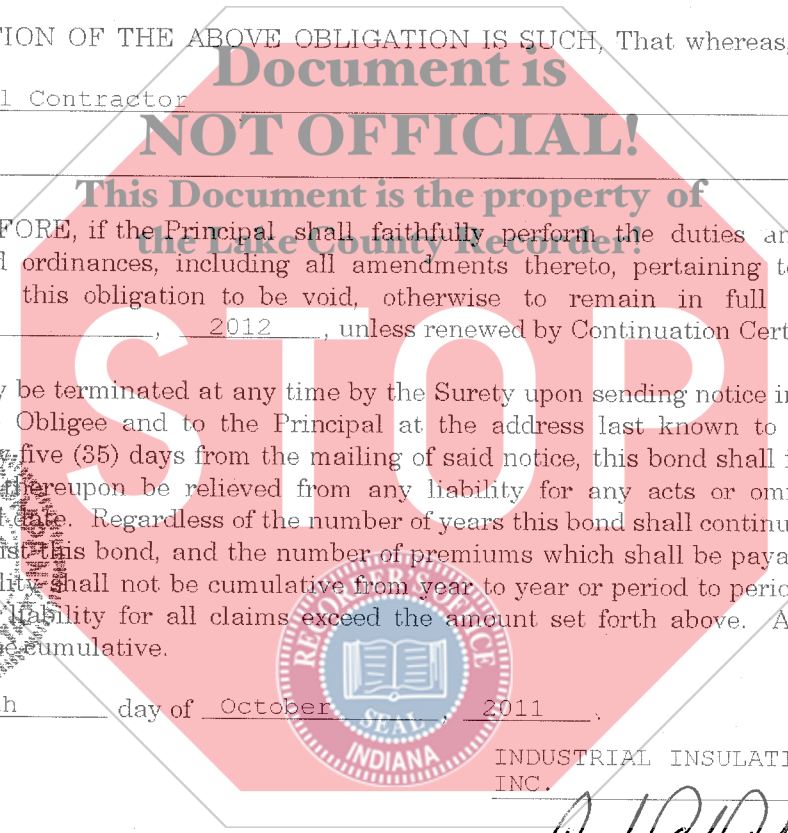 TION OF THE ABOVE OBLIGATION IS SUCH, That whereas,
Document is
l Contractor
NOT OFFICIAL!
This Document is the property of
FORE, if the Principal shall faithfully perform the duties an
the Lake County Recorder!
d ordinances, including all amendments thereto, pertaining to
this obligation to be void, otherwise to remain in full
, 2012 , unless renewed by Continuation Cert
STOP
y be terminated at any time by the Surety upon sending notice in
Obligee and to the Principal at the address last known to
y-five (35) days from the mailing of said notice, this bond shall
thereupon be relieved from any liability for any acts or omi
date. Regardless of the number of years this bond shall continu
this bond, and the number of premiums which shall be paya
shall not be cumulative from year to year or period to perio
liability for all claims exceed the amount set forth above. A
cumulative.
RECORDER'S OFFICE
SEAL
INDIANA
h day of October , 2011 .
INDUSTRIAL INSULATI
INC.